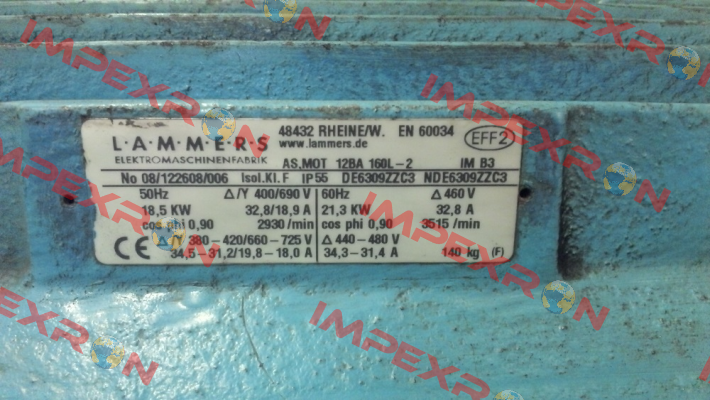 48432 RHEINE/W. EN 60034
L·A·M·M·E·R·S www.lammers.de EFF2
ELEKTROMASCHINENFABRIK
AS.MOT 12BA 160L-2 IM B3
No 08/122608/006 Isol.Kl.F IP55 DE6309ZZC3 NDE6309ZZC3
50Hz Δ/Y 400/690 V 60Hz Δ 460 V
18,5 KW 32,8/18,9 A 21,3 KW 32,8 A
cos phi 0,90 2930/min cos phi 0,90 3515/min
CE Δ/Y 380-420/660-725 V Δ 440-480 V
34,5-31,2/19,8-18,0 A 34,3-31,4 A 140 kg (F)
IMPEXRON
IMPEXRON
IMPEXRON
IMPEXRON
IMPEXRON